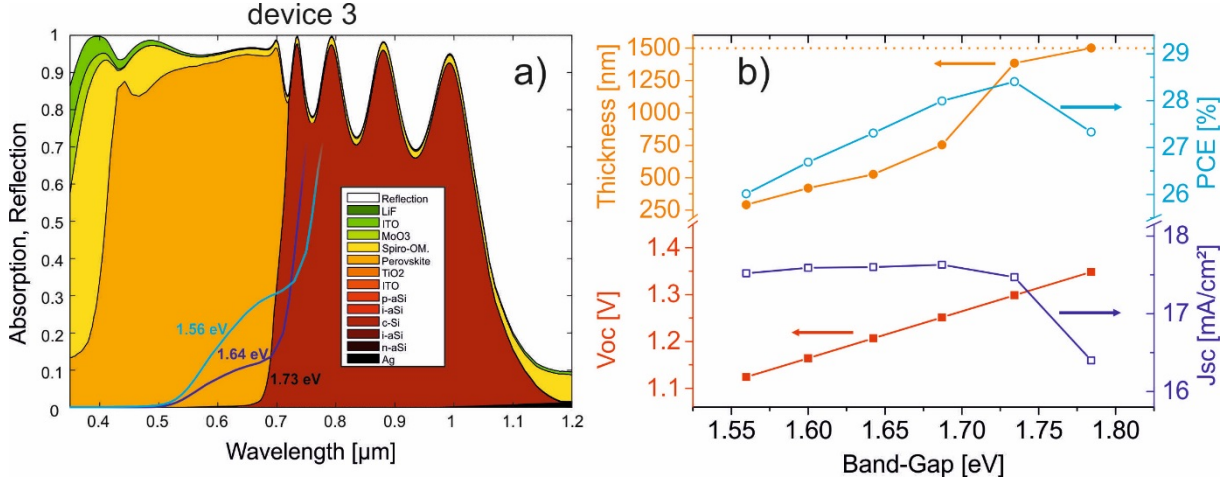 device 3
a)
Absorption, Reflection
1
0.9
0.8
0.7
0.6
0.5
0.4
0.3
0.2
0.1
0
0.4 0.5 0.6 0.7 0.8 0.9 1 1.1 1.2
Wavelength [µm]
1.56 eV
1.64 eV
1.73 eV
Reflection
LiF
ITO
MoO3
Spiro-OM.
Perovskite
TiO2
ITO
p-aSi
i-aSi
c-Si
i-aSi
n-aSi
Ag
b)
Thickness [nm]
1500
1250
1000
750
500
250
Voc [V]
1.4
1.3
1.2
1.1
PCE [%]
29
28
27
26
Jsc [mA/cm²]
18
17
16
1.55 1.60 1.65 1.70 1.75 1.80
Band-Gap [eV]